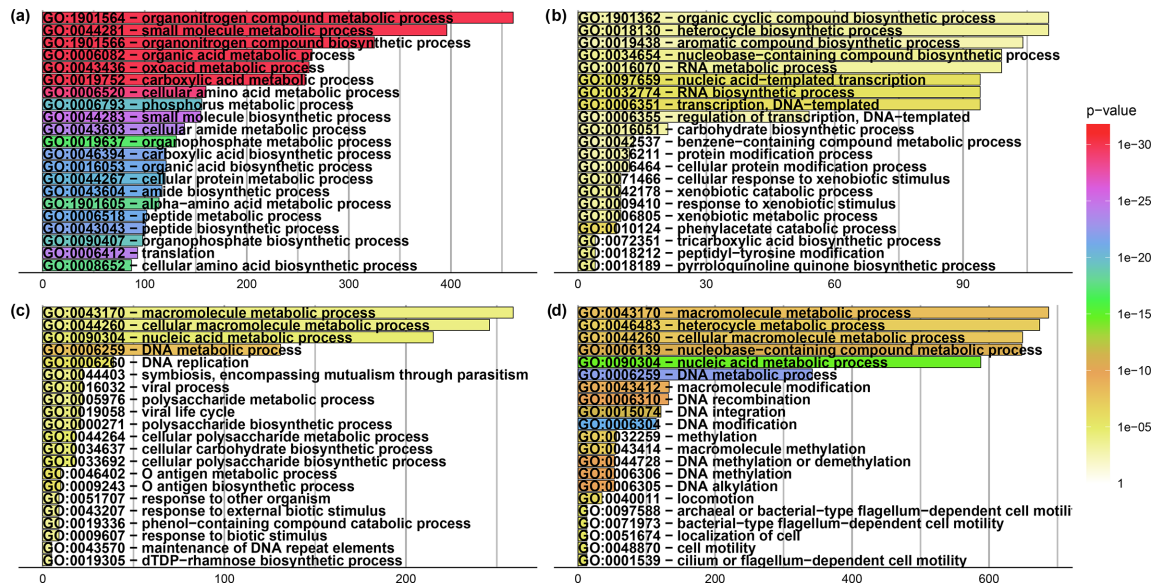 (a)
GO:1901564 − organonitrogen compound metabolic process
GO:0044281 − small molecule metabolic process
GO:1901566 − organonitrogen compound biosynthetic process
GO:0006082 − organic acid metabolic process
GO:0043436 − oxoacid metabolic process
GO:0019752 − carboxylic acid metabolic process
GO:0006520 − cellular amino acid metabolic process
GO:0006793 − phosphorus metabolic process
GO:0044283 − small molecule biosynthetic process
GO:0043603 − cellular amide metabolic process
GO:0019637 − organophosphate metabolic process
GO:0046394 − carboxylic acid biosynthetic process
GO:0016053 − organic acid biosynthetic process
GO:0044267 − cellular protein metabolic process
GO:0043604 − amide biosynthetic process
GO:1901605 − alpha−amino acid metabolic process
GO:0006518 − peptide metabolic process
GO:0043043 − peptide biosynthetic process
GO:0090407 − organophosphate biosynthetic process
GO:0006412 − translation
GO:0008652 − cellular amino acid biosynthetic process
0 100 200 300 400
(b)
GO:1901362 − organic cyclic compound biosynthetic process
GO:0018130 − heterocycle biosynthetic process
GO:0019438 − aromatic compound biosynthetic process
GO:0034654 − nucleobase−containing compound biosynthetic process
GO:0016070 − RNA metabolic process
GO:0097659 − nucleic acid−templated transcription
GO:0032774 − RNA biosynthetic process
GO:0006351 − transcription, DNA−templated
GO:0006355 − regulation of transcription, DNA−templated
GO:0016051 − carbohydrate biosynthetic process
GO:0042537 − benzene−containing compound metabolic process
GO:0036211 − protein modification process
GO:0006464 − cellular protein modification process
GO:0071466 − cellular response to xenobiotic stimulus
GO:0042178 − xenobiotic catabolic process
GO:0009410 − response to xenobiotic stimulus
GO:0006805 − xenobiotic metabolic process
GO:0010124 − phenylacetate catabolic process
GO:0072351 − tricarboxylic acid biosynthetic process
GO:0018212 − peptidyl−tyrosine modification
GO:0018189 − pyrroloquinoline quinone biosynthetic process
0 30 60 90
p−value
1e−30
1e−25
1e−20
1e−15
1e−10
1e−05
1
(c)
GO:0043170 − macromolecule metabolic process
GO:0044260 − cellular macromolecule metabolic process
GO:0090304 − nucleic acid metabolic process
GO:0006259 − DNA metabolic process
GO:0006260 − DNA replication
GO:0044403 − symbiosis, encompassing mutualism through parasitism
GO:0016032 − viral process
GO:0005976 − polysaccharide metabolic process
GO:0019058 − viral life cycle
GO:0000271 − polysaccharide biosynthetic process
GO:0044264 − cellular polysaccharide metabolic process
GO:0034637 − cellular carbohydrate biosynthetic process
GO:0033692 − cellular polysaccharide biosynthetic process
GO:0046402 − O antigen metabolic process
GO:0009243 − O antigen biosynthetic process
GO:0051707 − response to other organism
GO:0043207 − response to external biotic stimulus
GO:0019336 − phenol−containing compound catabolic process
GO:0009607 − response to biotic stimulus
GO:0043570 − maintenance of DNA repeat elements
GO:0019305 − dTDP−rhamnose biosynthetic process
0 100 200
(d)
GO:0043170 − macromolecule metabolic process
GO:0046483 − heterocycle metabolic process
GO:0044260 − cellular macromolecule metabolic process
GO:0006139 − nucleobase−containing compound metabolic process
GO:0090304 − nucleic acid metabolic process
GO:0006259 − DNA metabolic process
GO:0043412 − macromolecule modification
GO:0006310 − DNA recombination
GO:0015074 − DNA integration
GO:0006304 − DNA modification
GO:0032259 − methylation
GO:0043414 − macromolecule methylation
GO:0044728 − DNA methylation or demethylation
GO:0006306 − DNA methylation
GO:0006305 − DNA alkylation
GO:0040011 − locomotion
GO:0097588 − archaeal or bacterial−type flagellum−dependent cell motili
GO:0071973 − bacterial−type flagellum−dependent cell motility
GO:0051674 − localization of cell
GO:0048870 − cell motility
GO:0001539 − cilium or flagellum−dependent cell motility
0 200 400 600